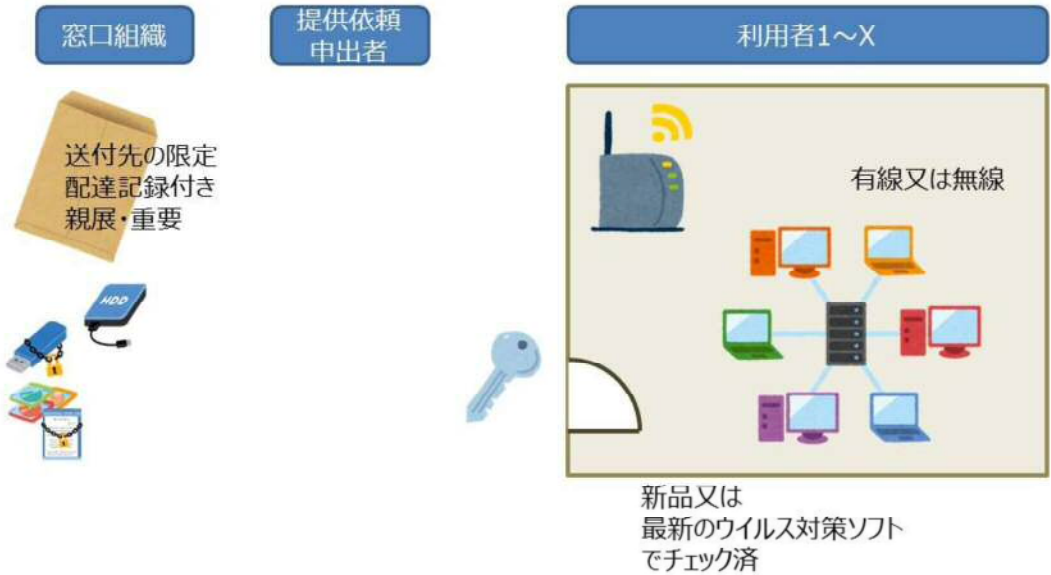 窓口組織
提供依頼
申出者
利用者1～X
送付先の限定
配達記録付き
親展・重要
HDD
有線又は無線
新品又は
最新のウイルス対策ソフト
でチェック済